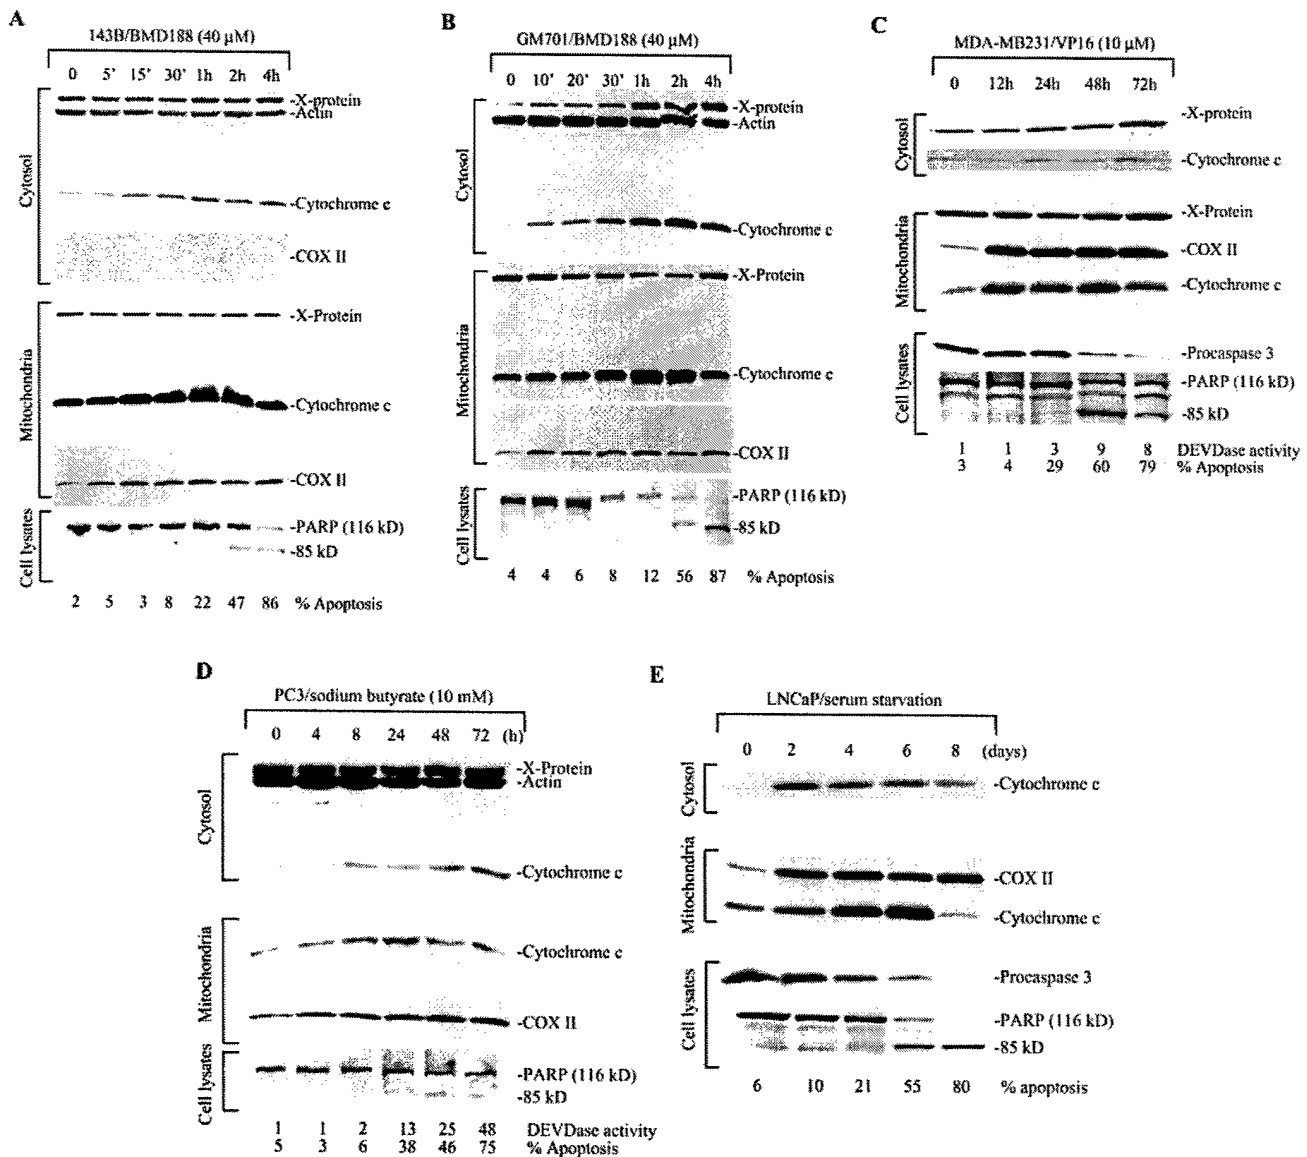 A
143B/BMD188 (40 µM)
0 5' 15' 30' 1h 2h 4h
Cytosol
-X-protein
-Actin
-Cytochrome c
-COX II
Mitochondria
-X-Protein
-Cytochrome c
-COX II
Cell lysates
-PARP (116 kD)
-85 kD
2 5 3 8 22 47 86 % Apoptosis
B
GM701/BMD188 (40 µM)
0 10' 20' 30' 1h 2h 4h
Cytosol
-X-protein
-Actin
-Cytochrome c
Mitochondria
-X-Protein
-Cytochrome c
-COX II
Cell lysates
-PARP (116 kD)
-85 kD
4 4 6 8 12 56 87 % Apoptosis
C
MDA-MB231/VP16 (10 µM)
0 12h 24h 48h 72h
Cytosol
-X-protein
-Cytochrome c
Mitochondria
-X-Protein
-COX II
-Cytochrome c
Cell lysates
-Procaspase 3
-PARP (116 kD)
-85 kD
1 1 3 9 8 DEVDase activity
3 4 29 60 79 % Apoptosis
D
PC3/sodium butyrate (10 mM)
0 4 8 24 48 72 (h)
Cytosol
-X-Protein
-Actin
-Cytochrome c
Mitochondria
-Cytochrome c
-COX II
Cell lysates
-PARP (116 kD)
-85 kD
1 1 2 13 25 48 DEVDase activity
5 3 6 38 46 75 % Apoptosis
E
LNCaP/serum starvation
0 2 4 6 8 (days)
Cytosol
-Cytochrome c
Mitochondria
-COX II
-Cytochrome c
Cell lysates
-Procaspase 3
-PARP (116 kD)
-85 kD
6 10 21 55 80 % apoptosis